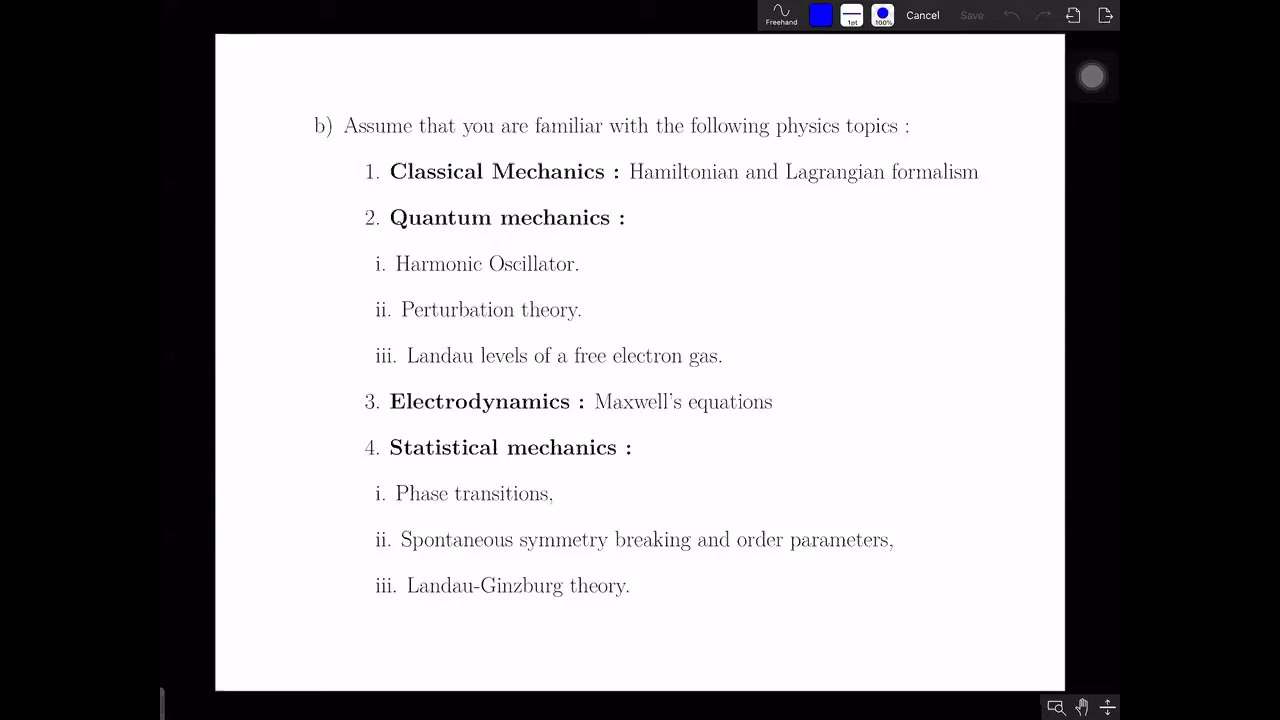 Freehand 1pt 100% Cancel Save
b) Assume that you are familiar with the following physics topics :
1. Classical Mechanics : Hamiltonian and Lagrangian formalism
2. Quantum mechanics :
i. Harmonic Oscillator.
ii. Perturbation theory.
iii. Landau levels of a free electron gas.
3. Electrodynamics : Maxwell's equations
4. Statistical mechanics :
i. Phase transitions,
ii. Spontaneous symmetry breaking and order parameters,
iii. Landau-Ginzburg theory.